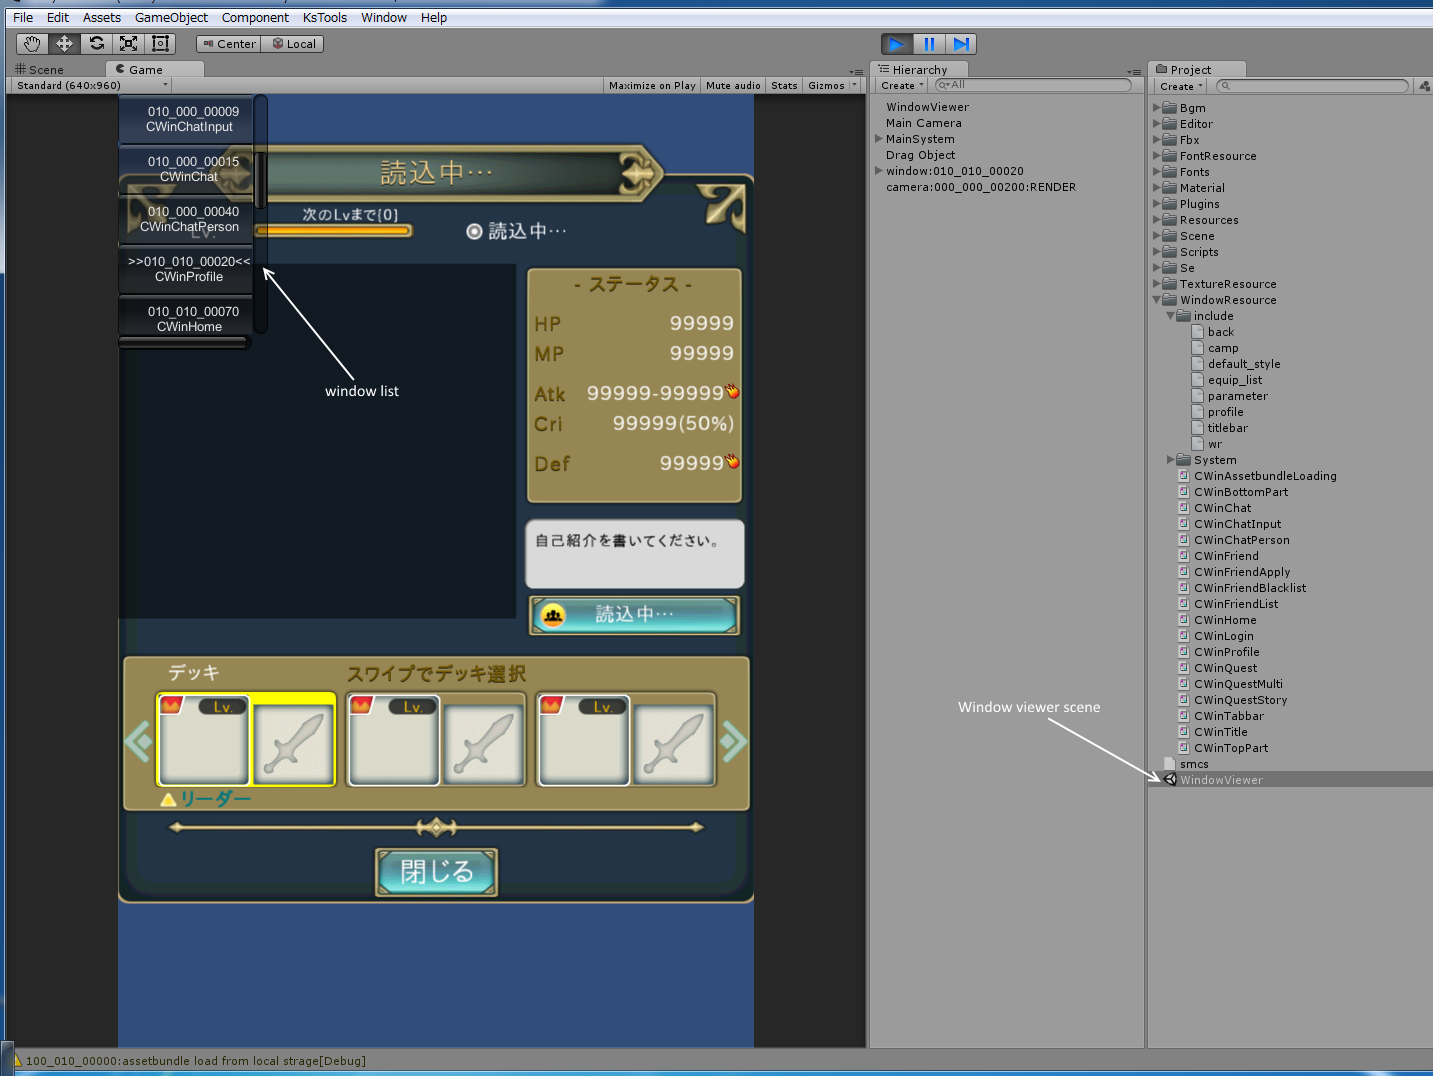 File Edit Assets GameObject Component KsTools Window Help
Center Local
Scene Game
Standard (640x960) Maximize on Play Mute audio Stats Gizmos
010_000_00009
CWinChatInput
010_000_00015
CWinChat
010_000_00040
CWinChatPerson
>>010_010_00020<<
CWinProfile
010_010_00070
CWinHome
window list
読込中…
Lv.
次のLvまで[0]
読込中…
- ステータス -
HP 99999
MP 99999
Atk 99999-99999
Cri 99999(50%)
Def 99999
自己紹介を書いてください。
読込中…
デッキ スワイプでデッキ選択
Lv. Lv. Lv.
リーダー
閉じる
100_010_00000:assetbundle load from local strage[Debug]
Hierarchy
Create All
WindowViewer
Main Camera
MainSystem
Drag Object
window:010_010_00020
camera:000_000_00200:RENDER
Window viewer scene
Project
Create
Bgm
Editor
Fbx
FontResource
Fonts
Material
Plugins
Resources
Scene
Scripts
Se
TextureResource
WindowResource
include
back
camp
default_style
equip_list
parameter
profile
titlebar
wr
System
CWinAssetbundleLoading
CWinBottomPart
CWinChat
CWinChatInput
CWinChatPerson
CWinFriend
CWinFriendApply
CWinFriendBlacklist
CWinFriendList
CWinHome
CWinLogin
CWinProfile
CWinQuest
CWinQuestMulti
CWinQuestStory
CWinTabbar
CWinTitle
CWinTopPart
smcs
WindowViewer